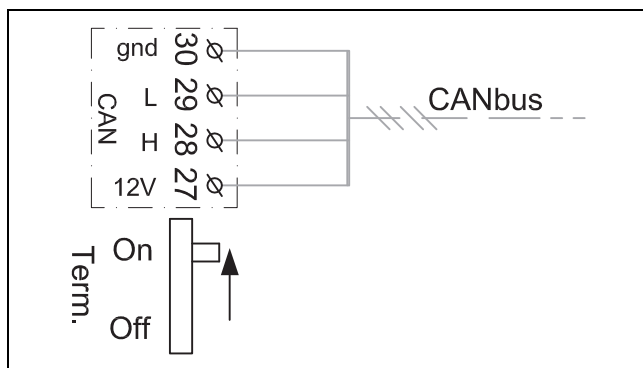 gnd 30
L 29
H 28
12V 27
CAN
CANbus
Term.
On
Off